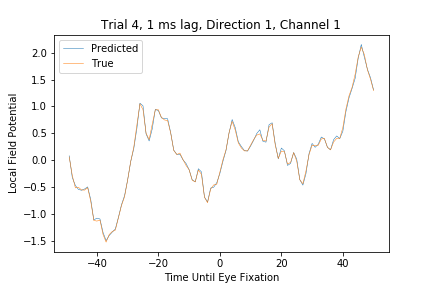 Trial 4, 1 ms lag, Direction 1, Channel 1
Predicted
True
2.0
1.5
1.0
0.5
0.0
−0.5
−1.0
−1.5
Local Field Potential
−40
−20
0
20
40
Time Until Eye Fixation